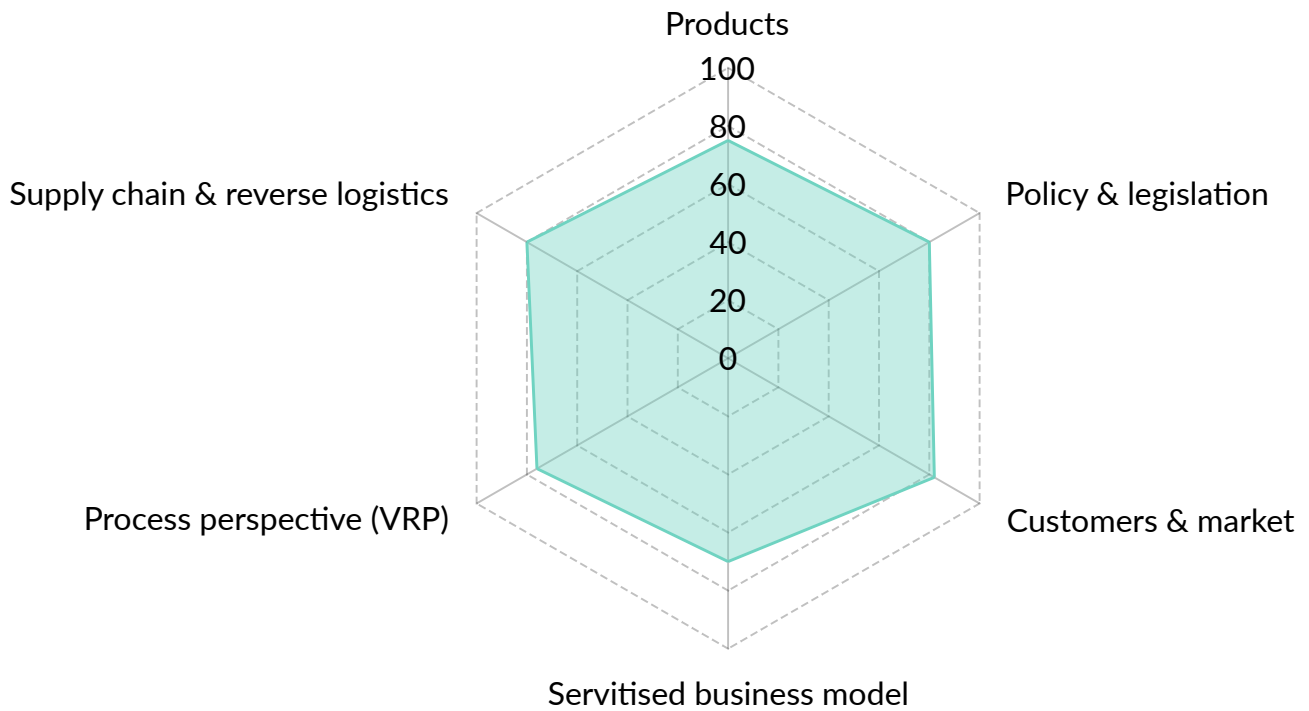 Products
100
80
60
40
20
0
Supply chain & reverse logistics
Policy & legislation
Process perspective (VRP)
Customers & market
Servitised business model